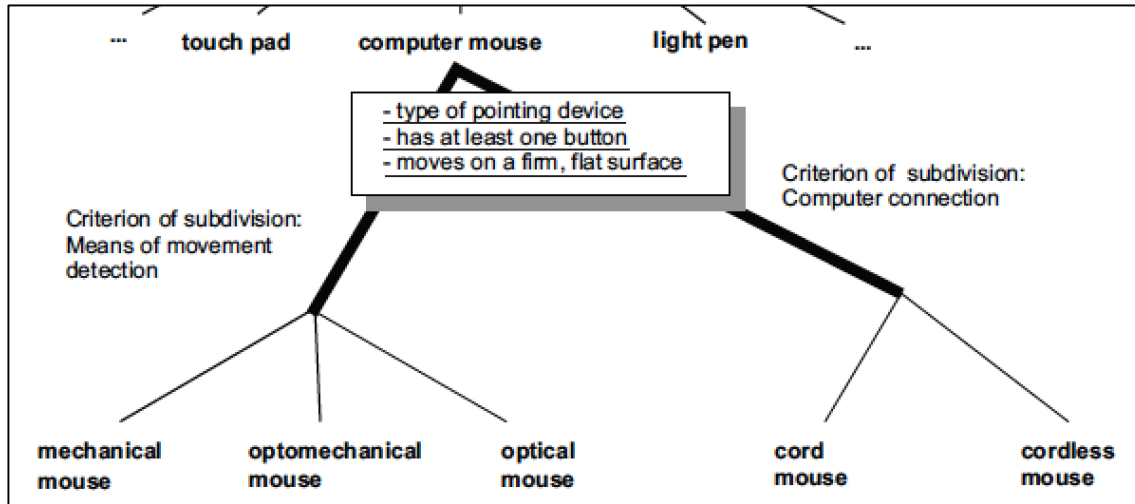 ... touch pad computer mouse light pen ...
- type of pointing device
- has at least one button
- moves on a firm, flat surface
Criterion of subdivision:
Means of movement
detection
Criterion of subdivision:
Computer connection
mechanical
mouse
optomechanical
mouse
optical
mouse
cord
mouse
cordless
mouse